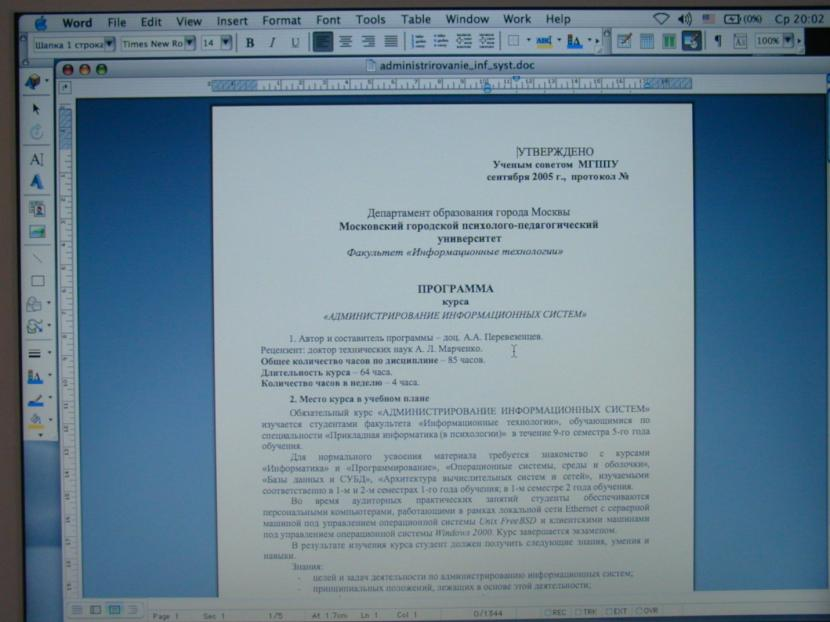 Word File Edit View Insert Format Font Tools Table Window Work Help (0%) Ср 20:02
Шапка 1 строка Times New Ro 14 B I U ABC A ¶ 100%
administrirovanie_inf_syst.doc
УТВЕРЖДЕНО
Ученым советом МГППУ
сентября 2005 г., протокол №
Департамент образования города Москвы
Московский городской психолого-педагогический
университет
Факультет «Информационные технологии»
ПРОГРАММА
курса
«АДМИНИСТРИРОВАНИЕ ИНФОРМАЦИОННЫХ СИСТЕМ»
1. Автор и составитель программы – доц. А.А. Перевезенцев.
Рецензент: доктор технических наук А. Л. Марченко.
Общее количество часов по дисциплине – 85 часов.
Длительность курса – 64 часа.
Количество часов в неделю – 4 часа.
2. Место курса в учебном плане
Обязательный курс «АДМИНИСТРИРОВАНИЕ ИНФОРМАЦИОННЫХ СИСТЕМ»
изучается студентами факультета «Информационные технологии», обучающимися по
специальности «Прикладная информатика (в психологии)» в течение 9-го семестра 5-го года
обучения.
Для нормального усвоения материала требуется знакомство с курсами
«Информатика» и «Программирование», «Операционные системы, среды и оболочки»,
«Базы данных и СУБД», «Архитектура вычислительных систем и сетей», изучаемыми
соответственно в 1-м и 2-м семестрах 1-го года обучения; в 1-м семестре 2 года обучения.
Во время аудиторных практических занятий студенты обеспечиваются
персональными компьютерами, работающими в рамках локальной сети Ethernet с серверной
машиной под управлением операционной системы Unix FreeBSD и клиентскими машинами
под управлением операционной системы Windows 2000. Курс завершается экзаменом.
В результате изучения курса студент должен получить следующие знания, умения и
навыки.
Знания:
- целей и задач деятельности по администрированию информационных систем;
- принципиальных положений, лежащих в основе этой деятельности;
Page 1 Sec 1 1/5 At 1.7cm Ln 1 Col 1 0/1344 REC TRK EXT OVR